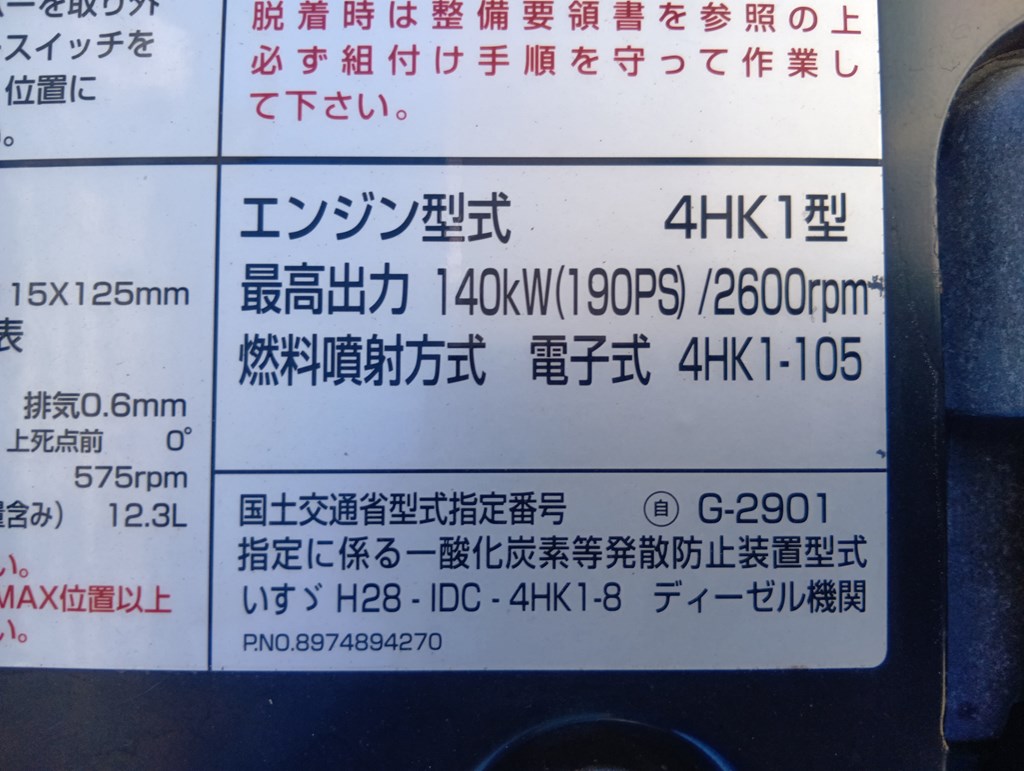 ーを取り外
スイッチを
位置に
。
脱着時は整備要領書を参照の上
必ず組付け手順を守って作業し
て下さい。
15X125mm
表
排気0.6mm
上死点前 0°
575rpm
含み) 12.3L
い。
MAX位置以上
い。
エンジン型式 4HK1型
最高出力 140kW(190PS)/2600rpm
燃料噴射方式 電子式 4HK1-105
国土交通省型式指定番号 �
自 G-2901
指定に係る一酸化炭素等発散防止装置型式
いすゞ H28 - IDC - 4HK1-8 ディーゼル機関
P.NO.8974894270